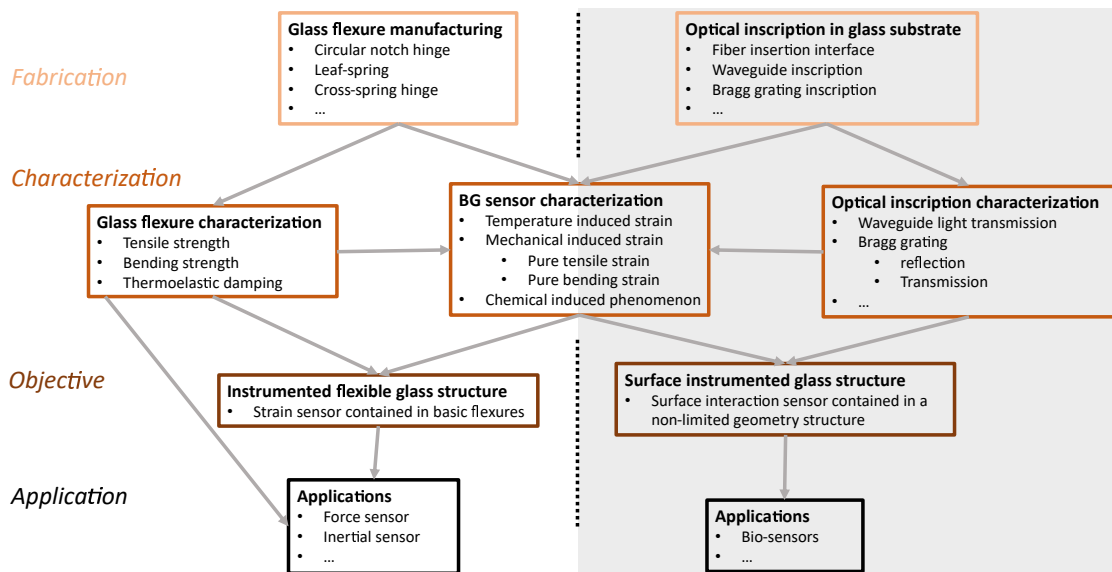 Fabrication
Glass flexure manufacturing
• Circular notch hinge
• Leaf-spring
• Cross-spring hinge
• ...
Optical inscription in glass substrate
• Fiber insertion interface
• Waveguide inscription
• Bragg grating inscription
• ...
Characterization
Glass flexure characterization
• Tensile strength
• Bending strength
• Thermoelastic damping
BG sensor characterization
• Temperature induced strain
• Mechanical induced strain
• Pure tensile strain
• Pure bending strain
• Chemical induced phenomenon
Optical inscription characterization
• Waveguide light transmission
• Bragg grating
• reflection
• Transmission
• ...
Objective
Instrumented flexible glass structure
• Strain sensor contained in basic flexures
Surface instrumented glass structure
• Surface interaction sensor contained in a
non-limited geometry structure
Application
Applications
• Force sensor
• Inertial sensor
• ...
Applications
• Bio-sensors
• ...